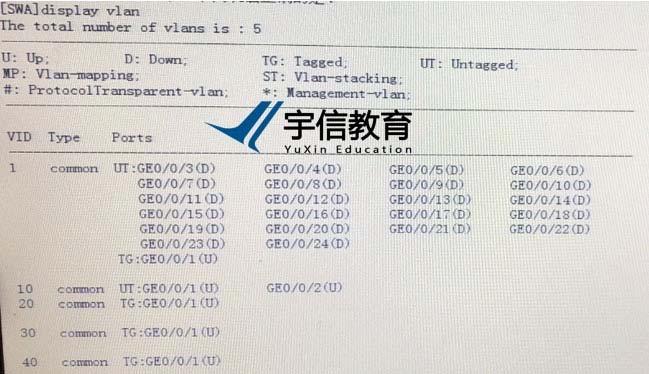 [SWA]display vlan
The total number of vlans is : 5
U: Up; D: Down; TG: Tagged; UT: Untagged;
MP: Vlan-mapping; ST: Vlan-stacking;
#: ProtocolTransparent-vlan; *: Management-vlan;
宇信教育
YuXin Education
VID Type Ports
1 common UT:GE0/0/3(D) GE0/0/4(D) GE0/0/5(D) GE0/0/6(D)
GE0/0/7(D) GE0/0/8(D) GE0/0/9(D) GE0/0/10(D)
GE0/0/11(D) GE0/0/12(D) GE0/0/13(D) GE0/0/14(D)
GE0/0/15(D) GE0/0/16(D) GE0/0/17(D) GE0/0/18(D)
GE0/0/19(D) GE0/0/20(D) GE0/0/21(D) GE0/0/22(D)
GE0/0/23(D) GE0/0/24(D)
TG:GE0/0/1(U)
10 common UT:GE0/0/1(U) GE0/0/2(U)
20 common TG:GE0/0/1(U)
30 common TG:GE0/0/1(U)
40 common TG:GE0/0/1(U)